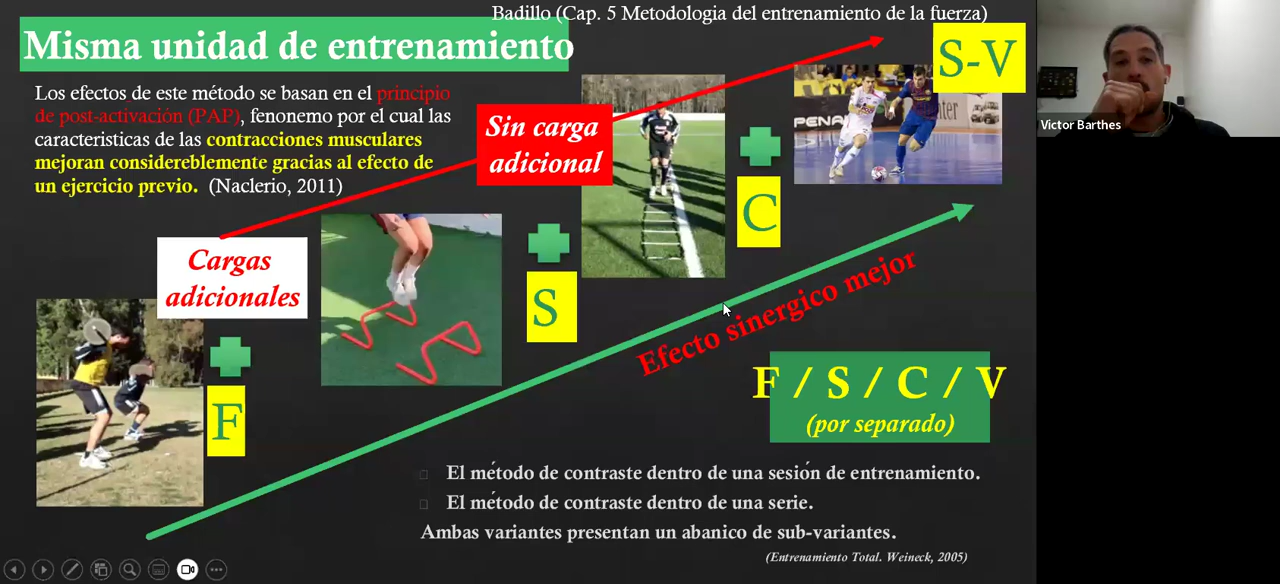 Badillo (Cap. 5 Metodologia del entrenamiento de la fuerza)
Misma unidad de entrenamiento
S-V
Los efectos de este método se basan en el principio
de post-activación (PAP), fenonemo por el cual las
caracteristicas de las contracciones musculares
mejoran considereblemente gracias al efecto de
un ejercicio previo. (Naclerio, 2011)
Sin carga
adicional
PENA
Victor Barthes
C
Cargas
adicionales
S
Efecto sinergico mejor
F
F / S / C / V
(por separado)
El método de contraste dentro de una sesión de entrenamiento.
El método de contraste dentro de una serie.
Ambas variantes presentan un abanico de sub-variantes.
(Entrenamiento Total. Weineck, 2005)